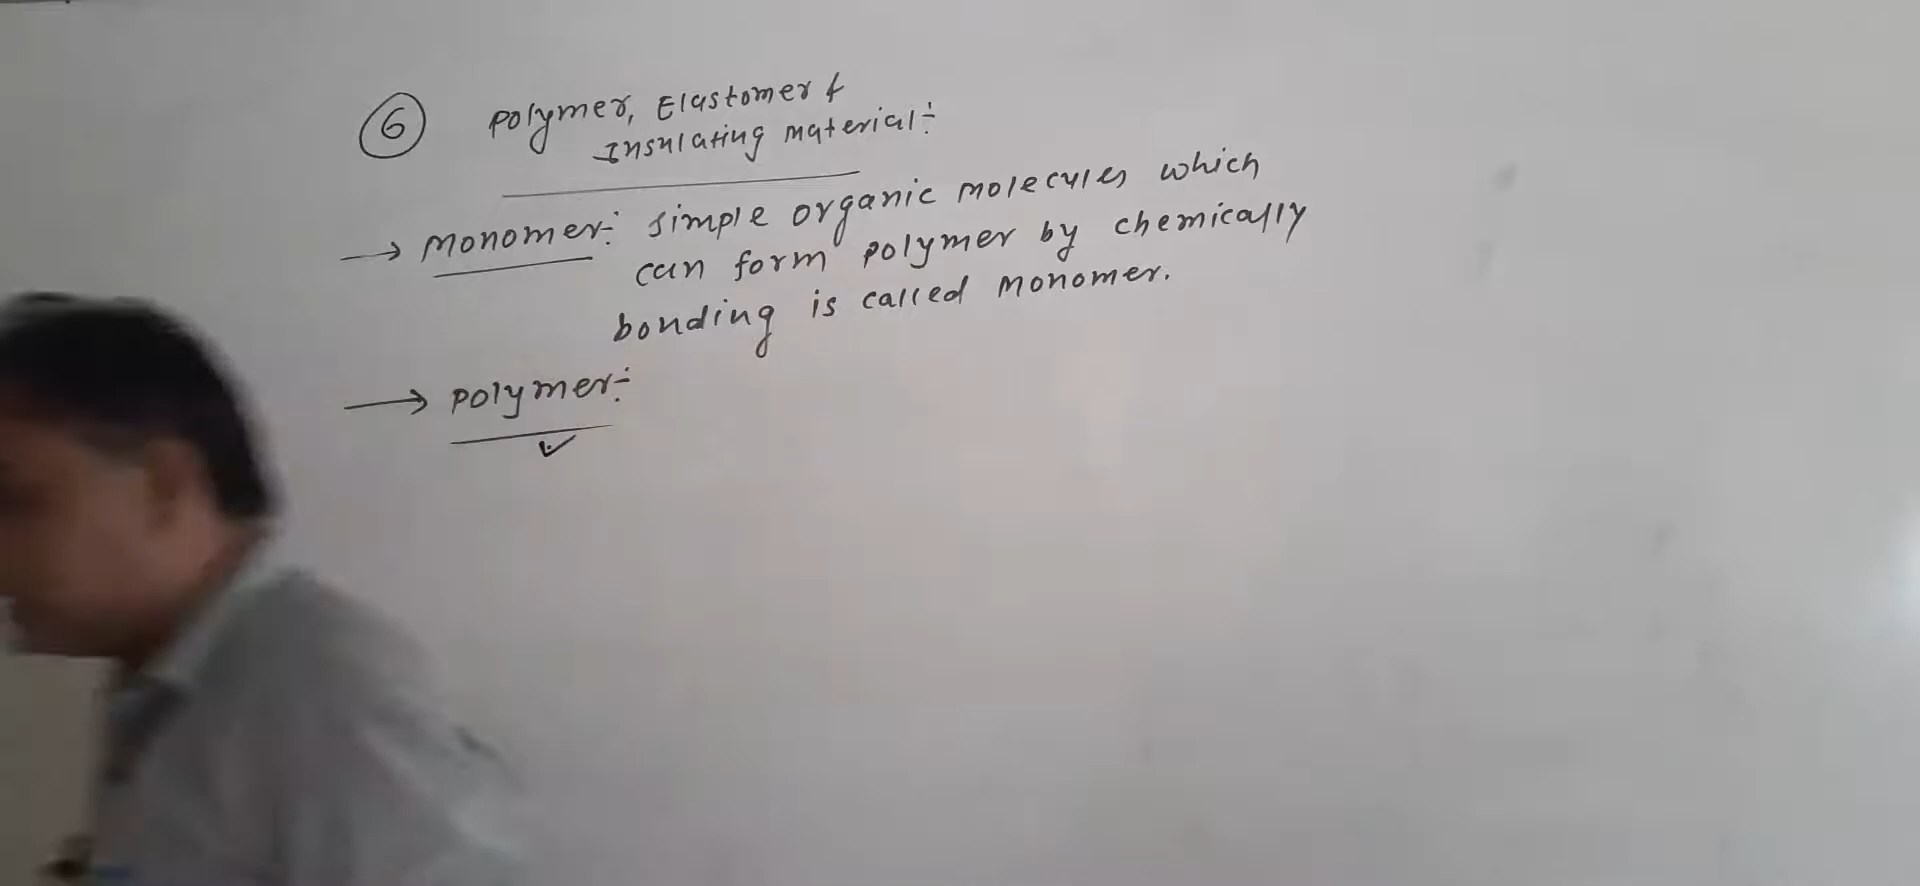 6 Polymer, Elastomer &
Insulating Material:-
→ Monomer:- simple organic molecules which
can form polymer by chemically
bonding is called Monomer.
→ Polymer:-